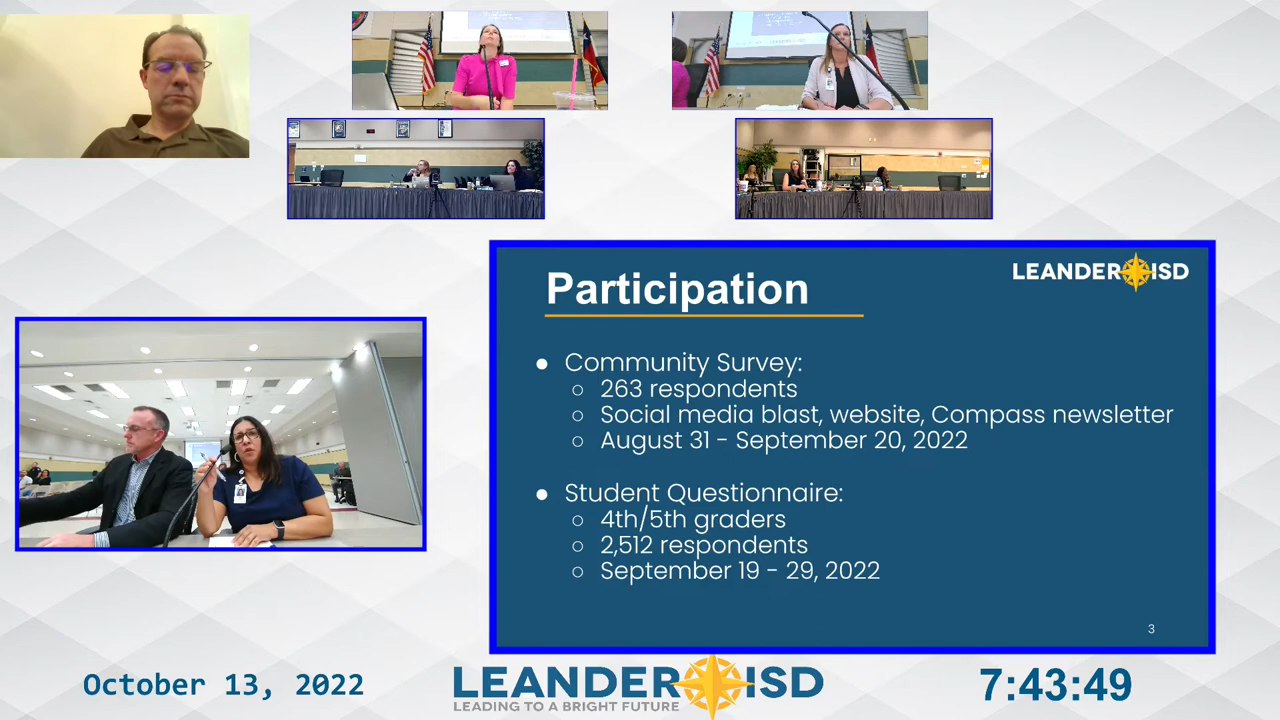 Participation
LEANDER ISD
● Community Survey:
○ 263 respondents
○ Social media blast, website, Compass newsletter
○ August 31 - September 20, 2022
● Student Questionnaire:
○ 4th/5th graders
○ 2,512 respondents
○ September 19 - 29, 2022
3
October 13, 2022
LEANDER ISD
LEADING TO A BRIGHT FUTURE
7:43:49